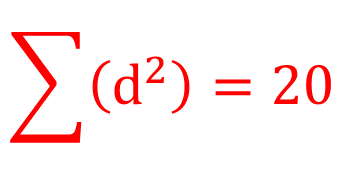 ∑(d²) = 20